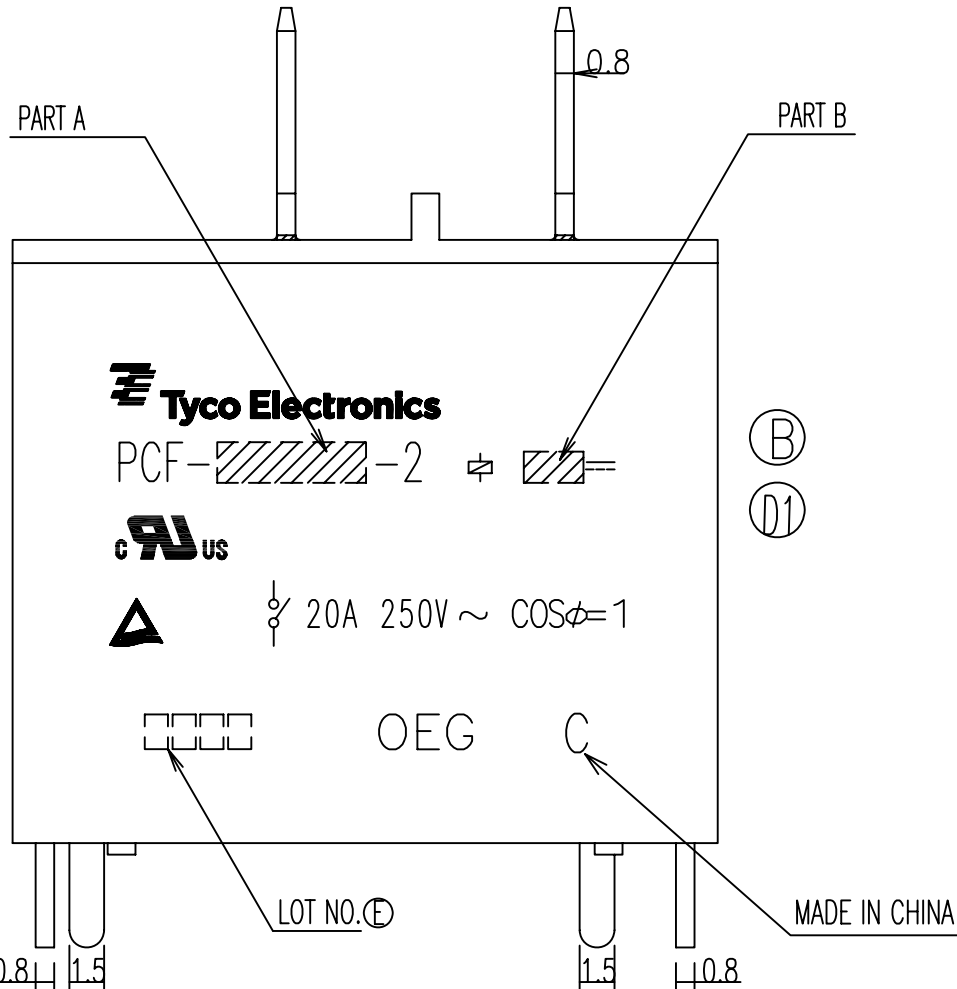 0.8
PART A
PART B
Tyco Electronics
PCF- -2
B
D1
c RU US
20A 250V ~ COSφ=1
OEG C
LOT NO. E
MADE IN CHINA
0.8 1.5 1.5 0.8